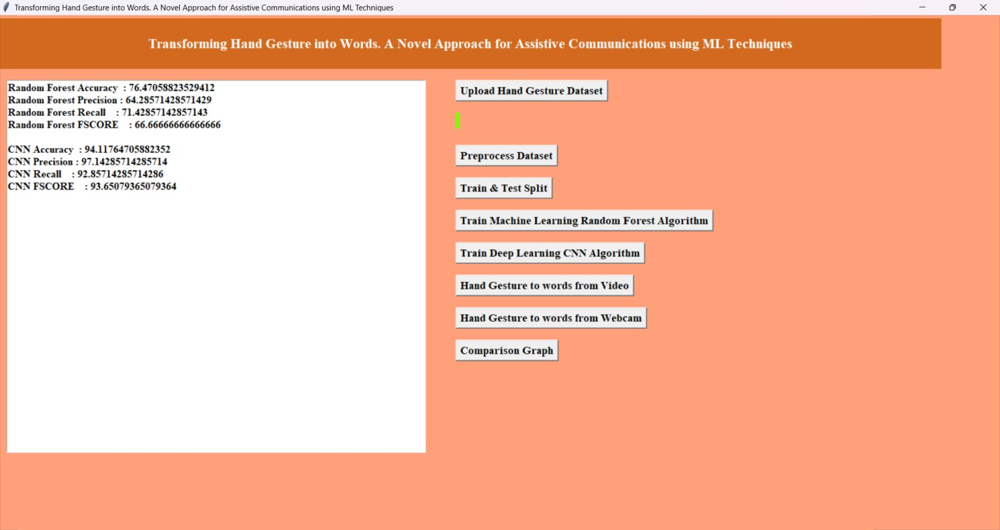 Transforming Hand Gesture into Words. A Novel Approach for Assistive Communications using ML Techniques
Transforming Hand Gesture into Words. A Novel Approach for Assistive Communications using ML Techniques
Random Forest Accuracy : 76.47058823529412
Random Forest Precision : 64.28571428571429
Random Forest Recall : 71.42857142857143
Random Forest FSCORE : 66.66666666666666
CNN Accuracy : 94.11764705882352
CNN Precision : 97.14285714285714
CNN Recall : 92.85714285714286
CNN FSCORE : 93.65079365079364
Upload Hand Gesture Dataset
Preprocess Dataset
Train & Test Split
Train Machine Learning Random Forest Algorithm
Train Deep Learning CNN Algorithm
Hand Gesture to words from Video
Hand Gesture to words from Webcam
Comparison Graph